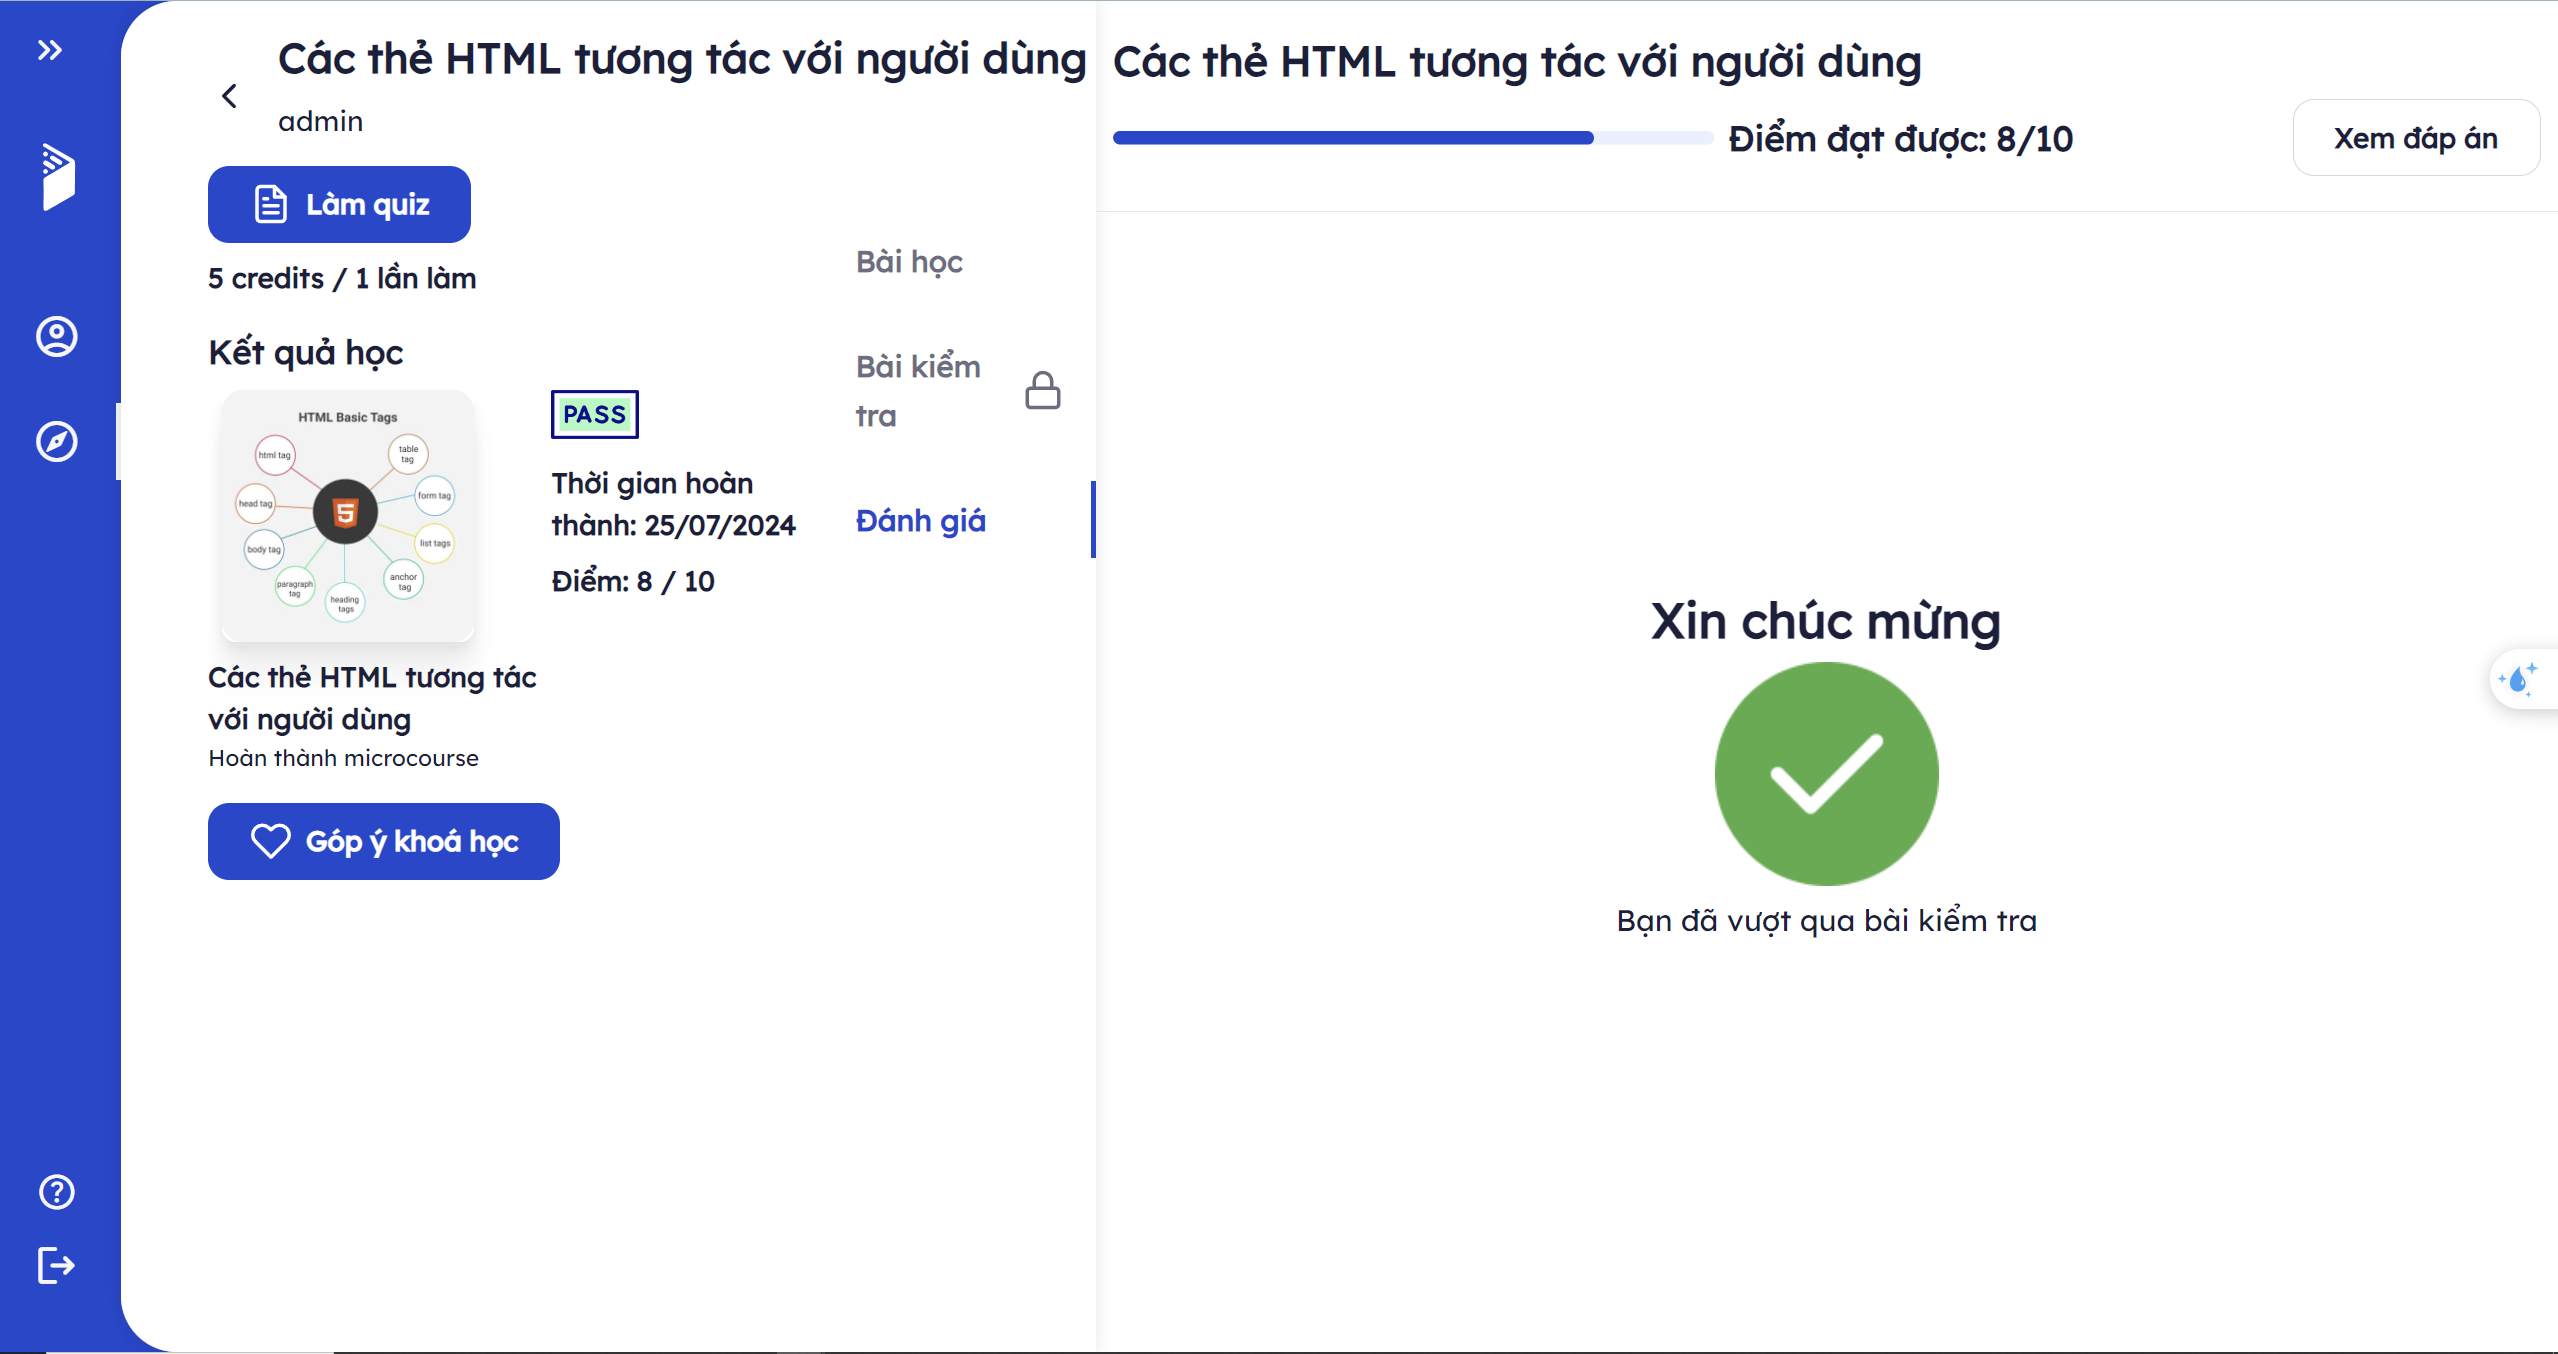 Các thẻ HTML tương tác với người dùng
admin
Làm quiz
5 credits / 1 lần làm
Kết quả học
HTML Basic Tags
html tag
table
tag
head tag
form tag
body tag
list tags
paragraph
tag
anchor
tag
heading
tags
5
PASS
Thời gian hoàn
thành: 25/07/2024
Điểm: 8 / 10
Các thẻ HTML tương tác
với người dùng
Hoàn thành microcourse
Góp ý khoá học
Bài học
Bài kiểm
tra
Đánh giá
Các thẻ HTML tương tác với người dùng
Điểm đạt được: 8/10
Xem đáp án
Xin chúc mừng
Bạn đã vượt qua bài kiểm tra